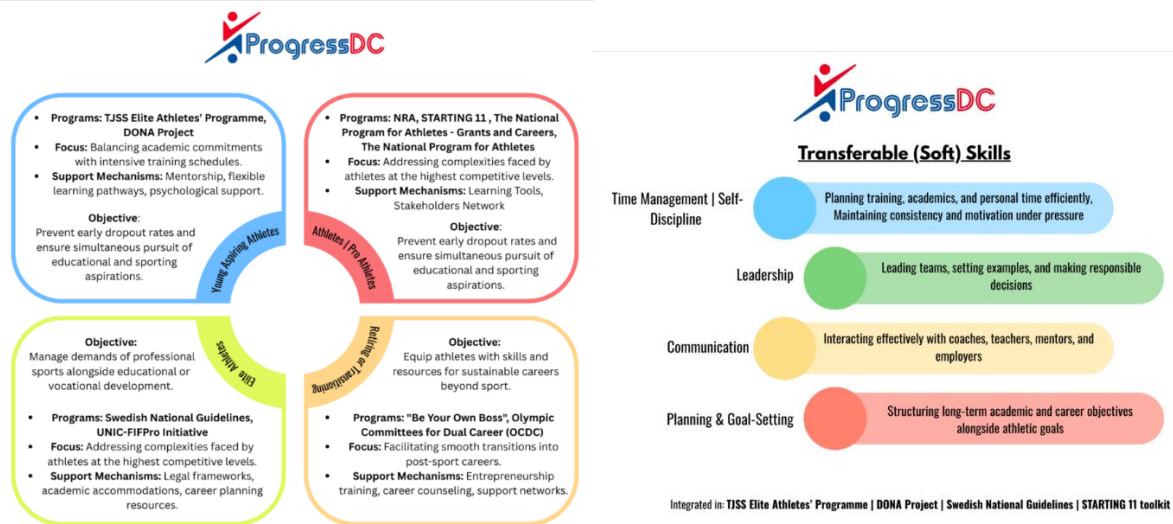 ProgressDC
• Programs: TJSS Elite Athletes' Programme,
DONA Project
• Focus: Balancing academic commitments
with intensive training schedules.
• Support Mechanisms: Mentorship, flexible
learning pathways, psychological support.
Objective:
Prevent early dropout rates and
ensure simultaneous pursuit of
educational and sporting
aspirations.
Young Aspiring Athletes
• Programs: NRA, STARTING 11 , The National
Program for Athletes - Grants and Careers,
The National Program for Athletes
• Focus: Addressing complexities faced by
athletes at the highest competitive levels.
• Support Mechanisms: Learning Tools,
Stakeholders Network
Objective:
Prevent early dropout rates and
ensure simultaneous pursuit of
educational and sporting
aspirations.
Athletes | Pro Athletes
Objective:
Manage demands of professional
sports alongside educational or
vocational development.
• Programs: Swedish National Guidelines,
UNIC-FIFPro Initiative
• Focus: Addressing complexities faced by
athletes at the highest competitive levels.
• Support Mechanisms: Legal frameworks,
academic accommodations, career planning
resources.
Elite Athletes
Objective:
Equip athletes with skills and
resources for sustainable careers
beyond sport.
• Programs: "Be Your Own Boss", Olympic
Committees for Dual Career (OCDC)
• Focus: Facilitating smooth transitions into
post-sport careers.
• Support Mechanisms: Entrepreneurship
training, career counseling, support networks.
Retiring or Transitioning
ProgressDC
Transferable (Soft) Skills
Time Management | Self-
Discipline
Planning training, academics, and personal time efficiently,
Maintaining consistency and motivation under pressure
Leadership
Leading teams, setting examples, and making responsible
decisions
Communication
Interacting effectively with coaches, teachers, mentors, and
employers
Planning & Goal-Setting
Structuring long-term academic and career objectives
alongside athletic goals
Integrated in: TJSS Elite Athletes' Programme | DONA Project | Swedish National Guidelines | STARTING 11 toolkit